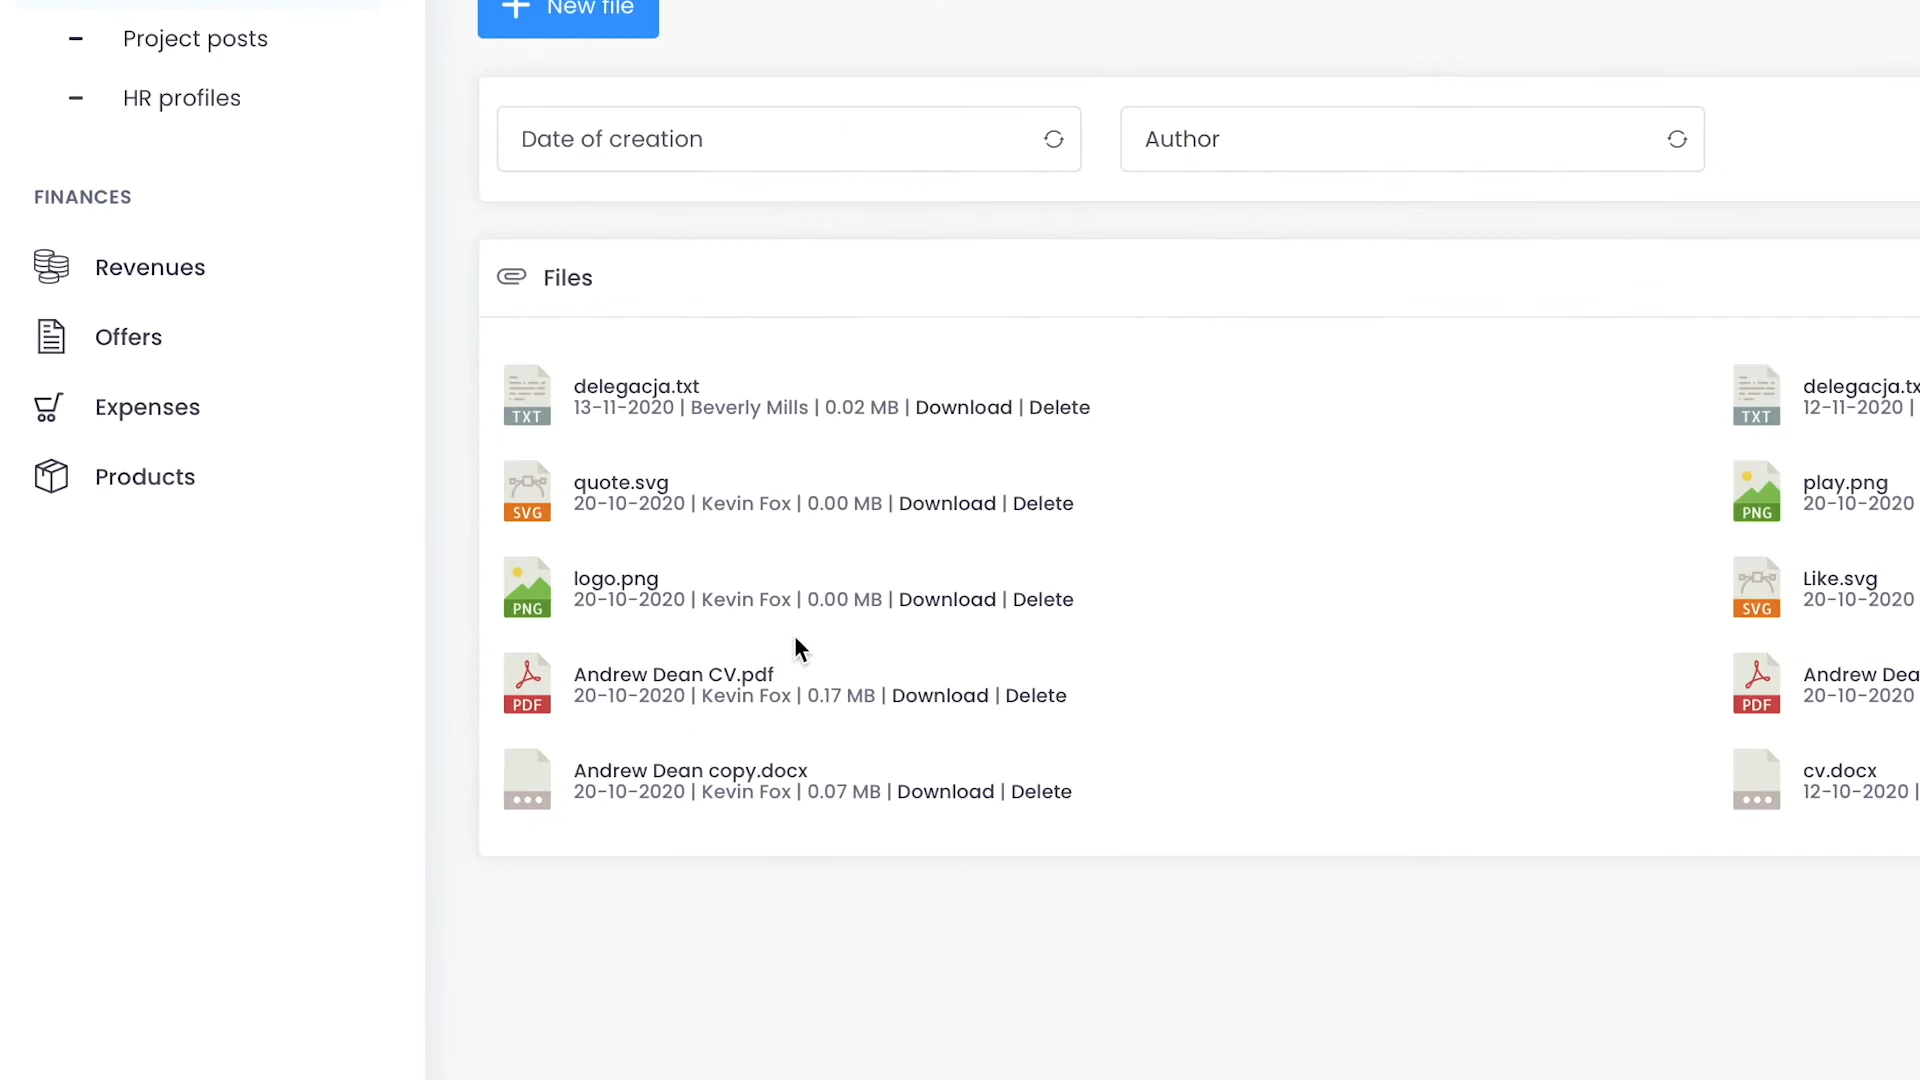 New file
Project posts
HR profiles
Date of creation
Author
FINANCES
Revenues
Offers
Expenses
Products
Files
TXT
delegacja.txt
13-11-2020 | Beverly Mills | 0.02 MB | Download | Delete
SVG
quote.svg
20-10-2020 | Kevin Fox | 0.00 MB | Download | Delete
PNG
logo.png
20-10-2020 | Kevin Fox | 0.00 MB | Download | Delete
PDF
Andrew Dean CV.pdf
20-10-2020 | Kevin Fox | 0.17 MB | Download | Delete
Andrew Dean copy.docx
20-10-2020 | Kevin Fox | 0.07 MB | Download | Delete
TXT
delegacja.tx
12-11-2020 |
PNG
play.png
20-10-2020
SVG
Like.svg
20-10-2020
PDF
Andrew Dea
20-10-2020
cv.docx
12-10-2020 |